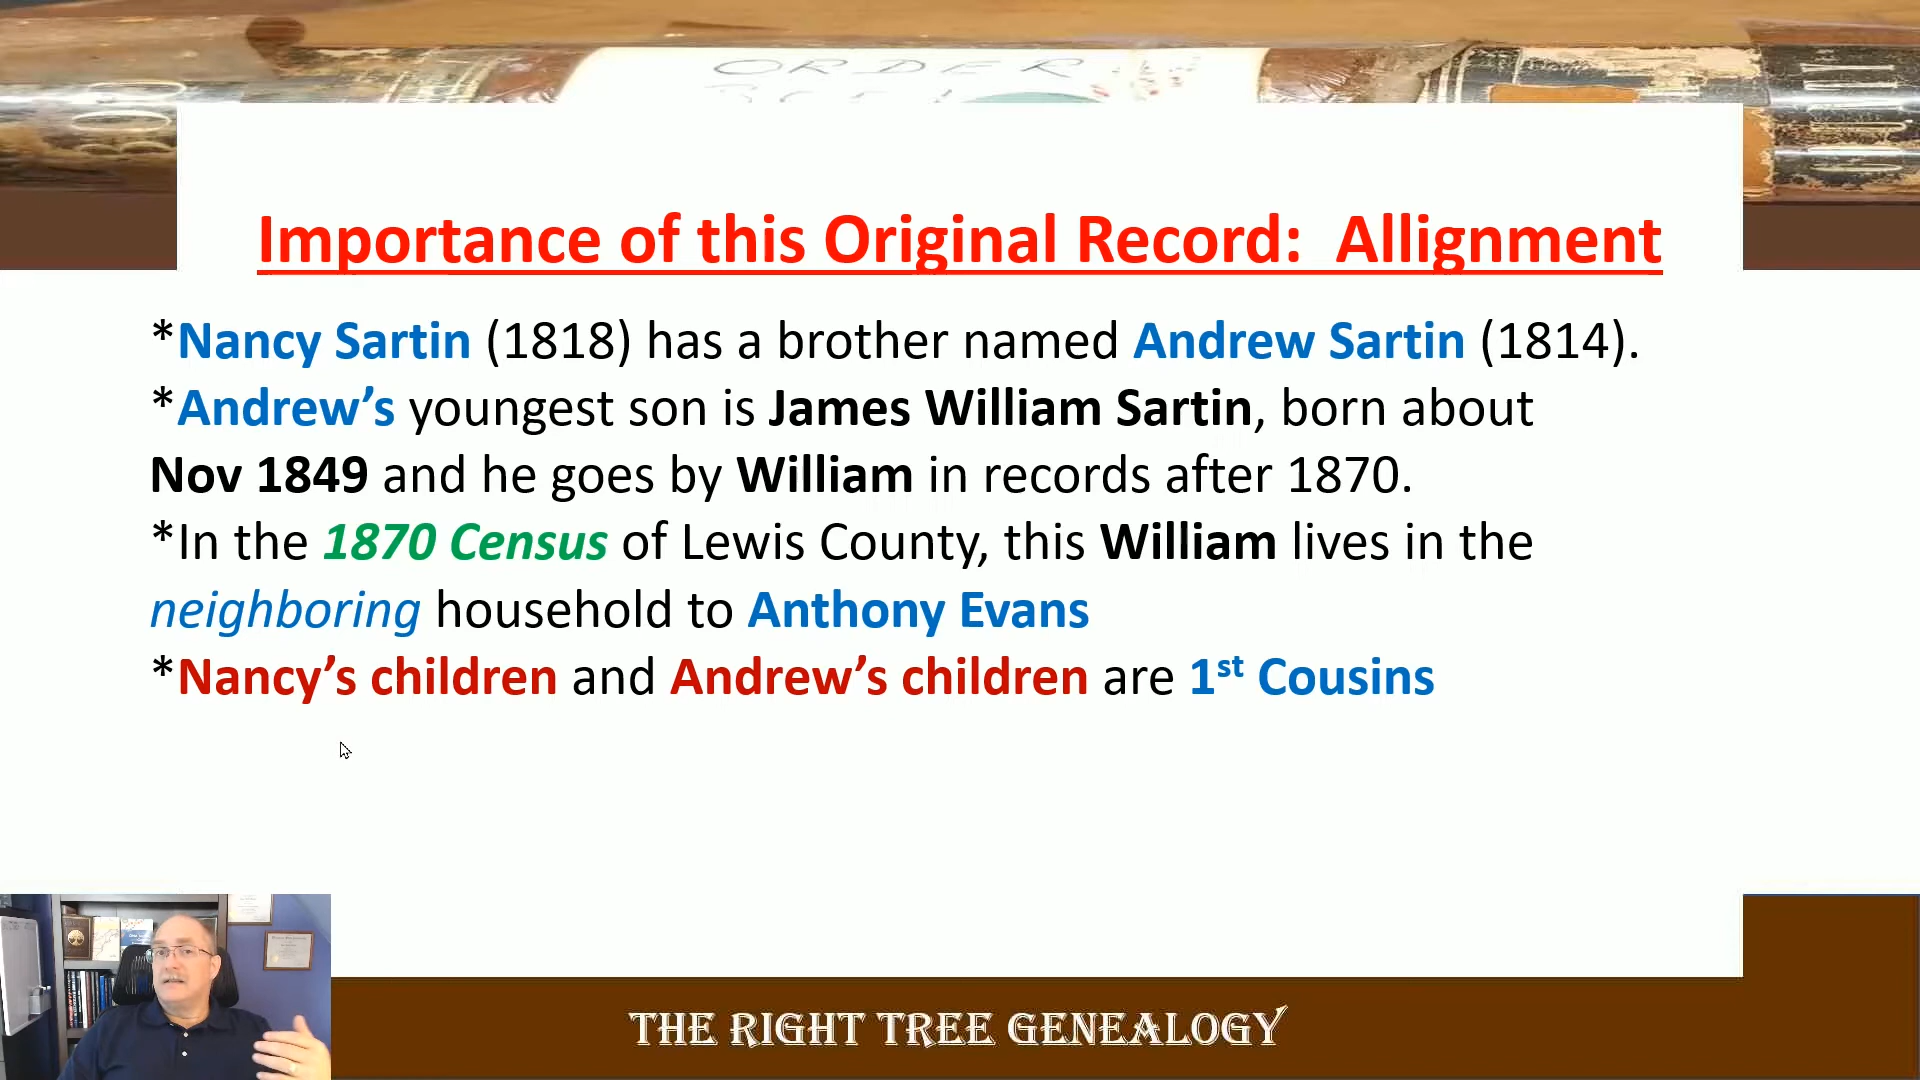 ORDER
Importance of this Original Record: Allignment
*Nancy Sartin (1818) has a brother named Andrew Sartin (1814).
*Andrew’s youngest son is James William Sartin, born about
Nov 1849 and he goes by William in records after 1870.
*In the 1870 Census of Lewis County, this William lives in the
neighboring household to Anthony Evans
*Nancy’s children and Andrew’s children are 1st Cousins
THE RIGHT TREE GENEALOGY